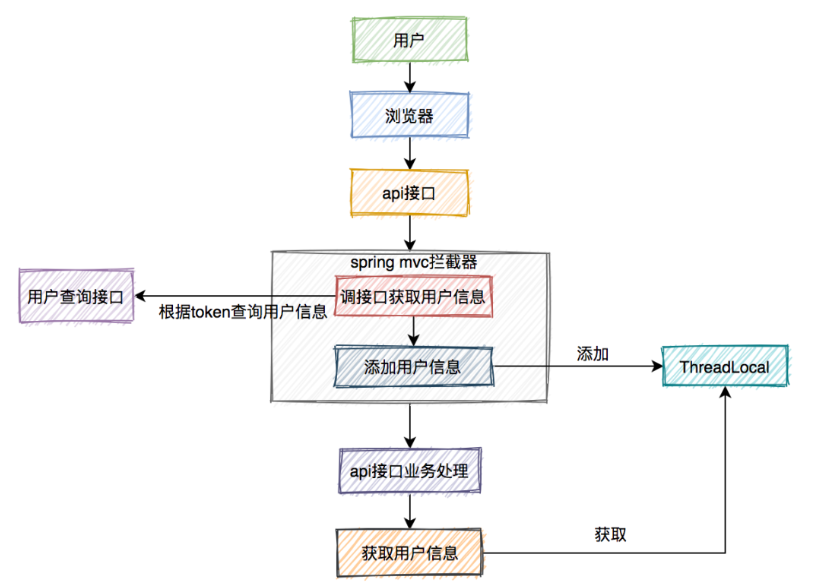 用户
浏览器
api接口
spring mvc拦截器
调接口获取用户信息
用户查询接口
根据token查询用户信息
添加用户信息
添加
ThreadLocal
api接口业务处理
获取用户信息
获取